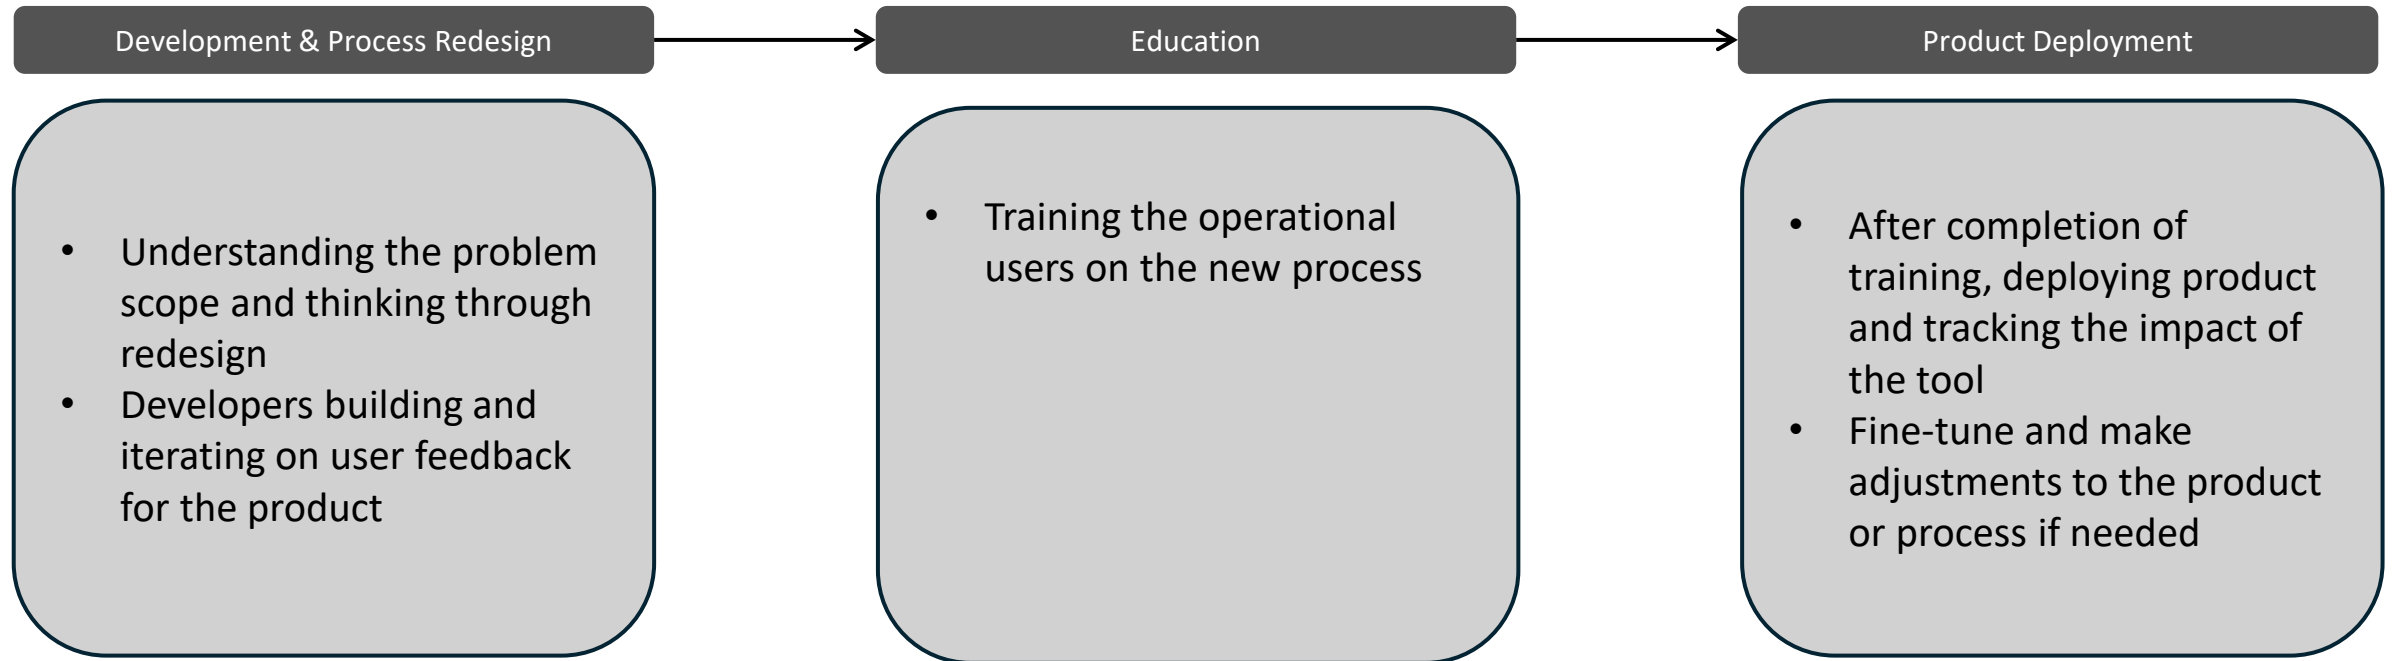 Development & Process Redesign
Education
Product Deployment
• Understanding the problem
scope and thinking through
redesign
• Developers building and
iterating on user feedback
for the product
• Training the operational
users on the new process
• After completion of
training, deploying product
and tracking the impact of
the tool
• Fine-tune and make
adjustments to the product
or process if needed